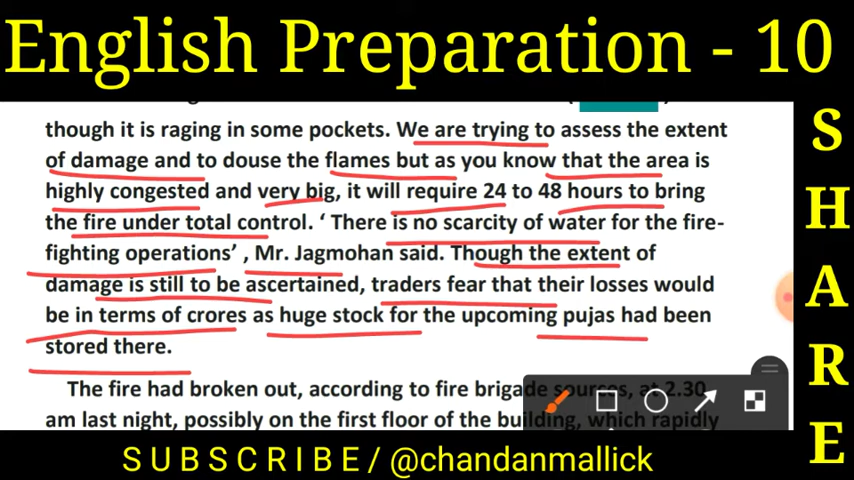 English Preparation - 10
though it is raging in some pockets. We are trying to assess the extent
of damage and to douse the flames but as you know that the area is
highly congested and very big, it will require 24 to 48 hours to bring
the fire under total control. ‘ There is no scarcity of water for the fire-
fighting operations’ , Mr. Jagmohan said. Though the extent of
damage is still to be ascertained, traders fear that their losses would
be in terms of crores as huge stock for the upcoming pujas had been
stored there.
The fire had broken out, according to fire brigade sources, at 2.30
am last night, possibly on the first floor of the building, which rapidly
SHARE
SUBSCRIBE/ @chandanmallick